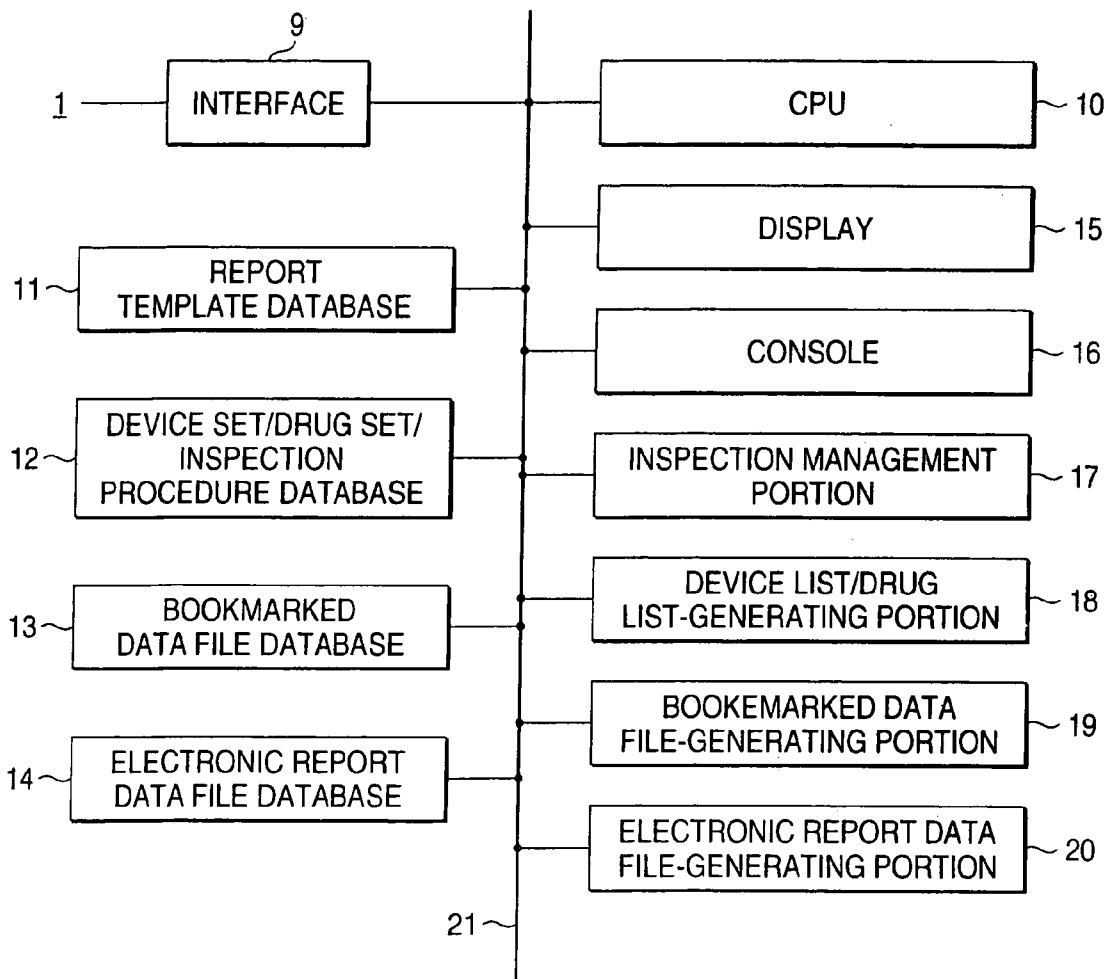 9
1
INTERFACE
CPU
10
DISPLAY
15
11
REPORT
TEMPLATE DATABASE
CONSOLE
16
12
DEVICE SET/DRUG SET/
INSPECTION
PROCEDURE DATABASE
INSPECTION MANAGEMENT
PORTION
17
DEVICE LIST/DRUG
LIST-GENERATING PORTION
18
13
BOOKMARKED
DATA FILE DATABASE
BOOKEMARKED DATA
FILE-GENERATING PORTION
19
14
ELECTRONIC REPORT
DATA FILE DATABASE
ELECTRONIC REPORT DATA
FILE-GENERATING PORTION
20
21